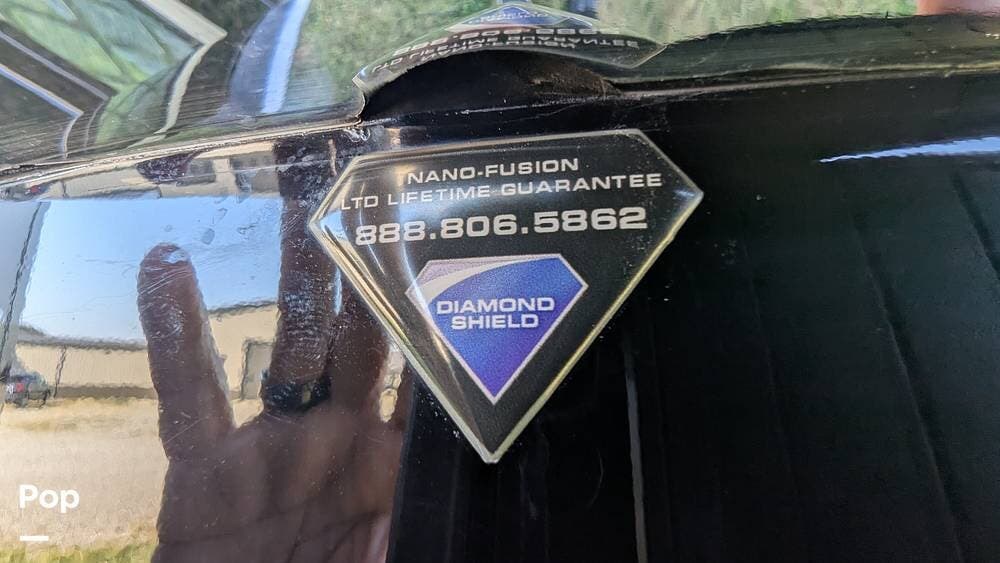 NANO-FUSION
LTD LIFETIME GUARANTEE
888.806.5862
DIAMOND
SHIELD
Pop